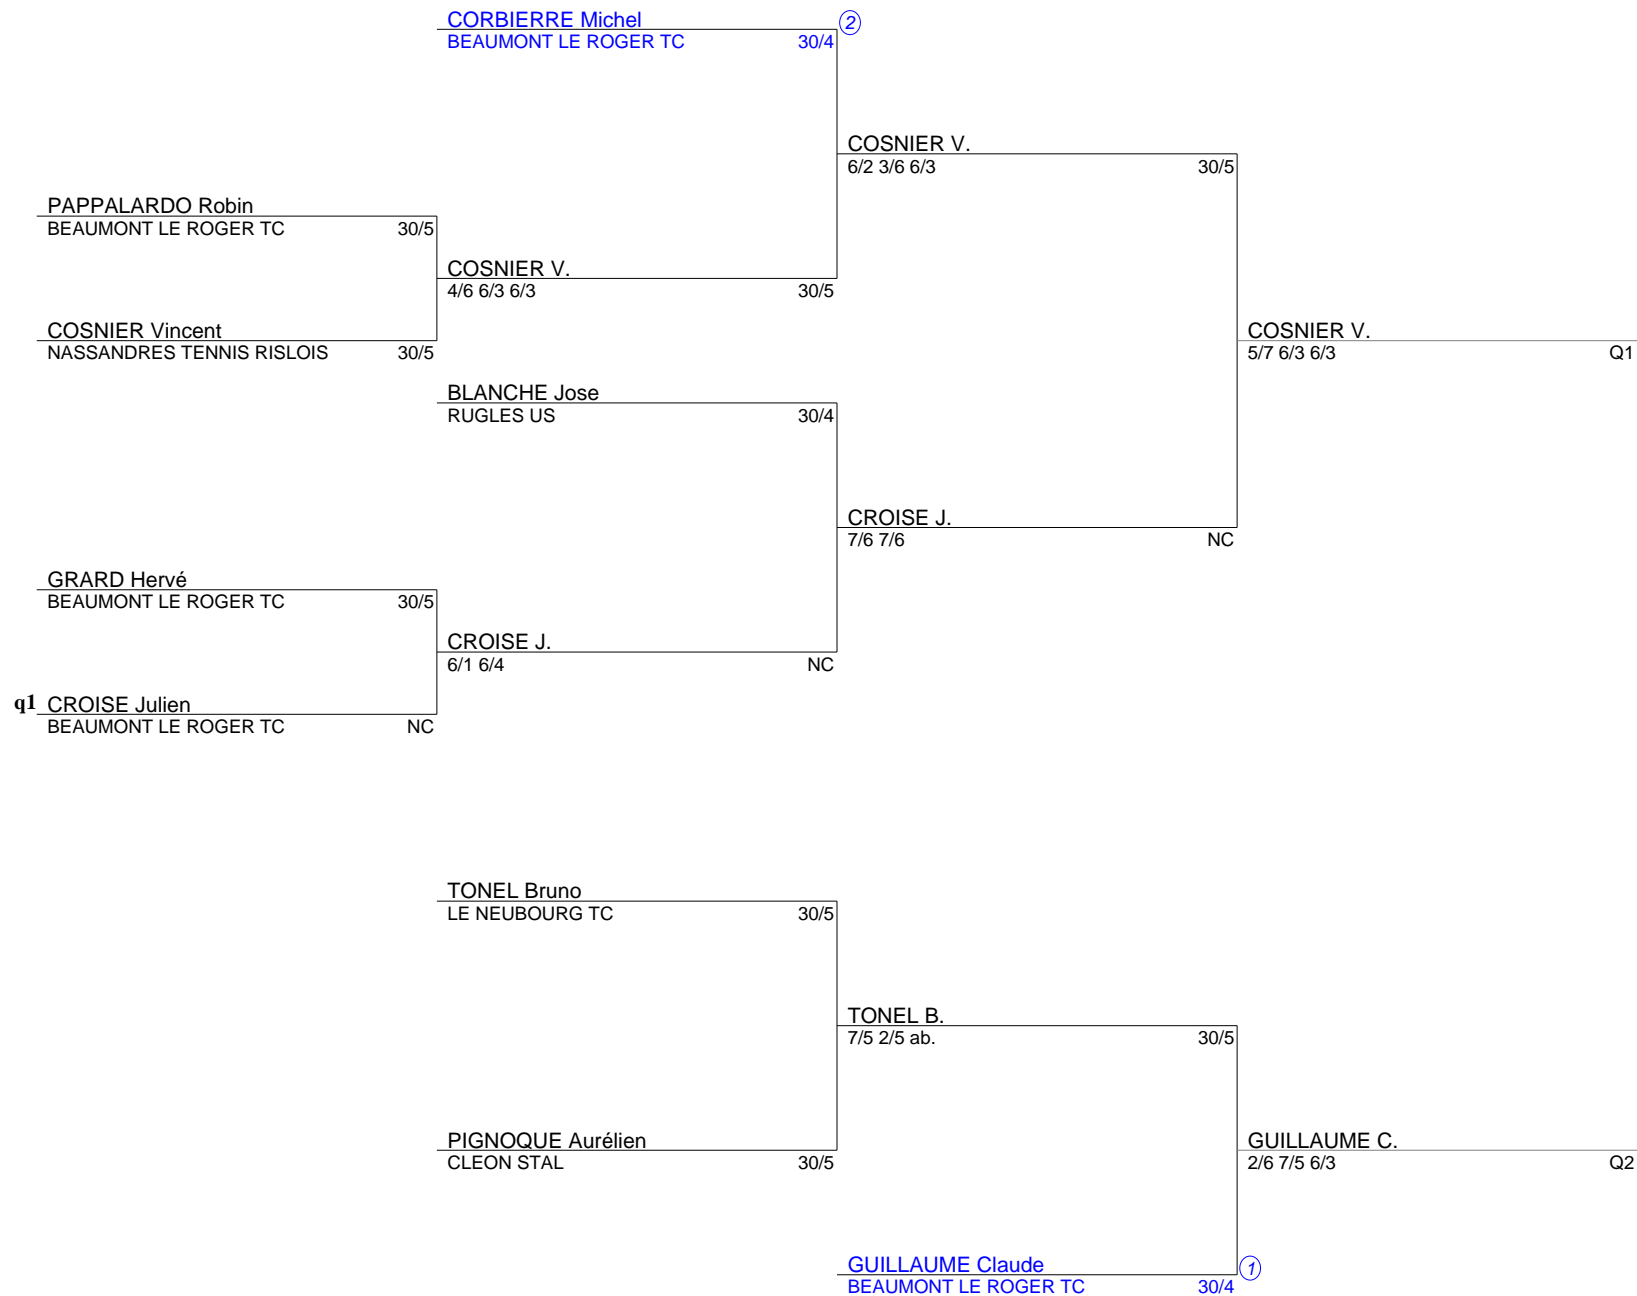 CORBIERRE Michel 2
BEAUMONT LE ROGER TC 30/4
COSNIER V.
6/2 3/6 6/3 30/5
PAPPALARDO Robin
BEAUMONT LE ROGER TC 30/5
COSNIER V.
4/6 6/3 6/3 30/5
COSNIER Vincent
NASSANDRES TENNIS RISLOIS 30/5
COSNIER V.
5/7 6/3 6/3 Q1
BLANCHE Jose
RUGLES US 30/4
CROISE J.
7/6 7/6 NC
GRARD Hervé
BEAUMONT LE ROGER TC 30/5
CROISE J.
6/1 6/4 NC
q1 CROISE Julien
BEAUMONT LE ROGER TC NC
TONEL Bruno
LE NEUBOURG TC 30/5
TONEL B.
7/5 2/5 ab. 30/5
PIGNOQUE Aurélien
CLEON STAL 30/5
GUILLAUME C.
2/6 7/5 6/3 Q2
GUILLAUME Claude 1
BEAUMONT LE ROGER TC 30/4